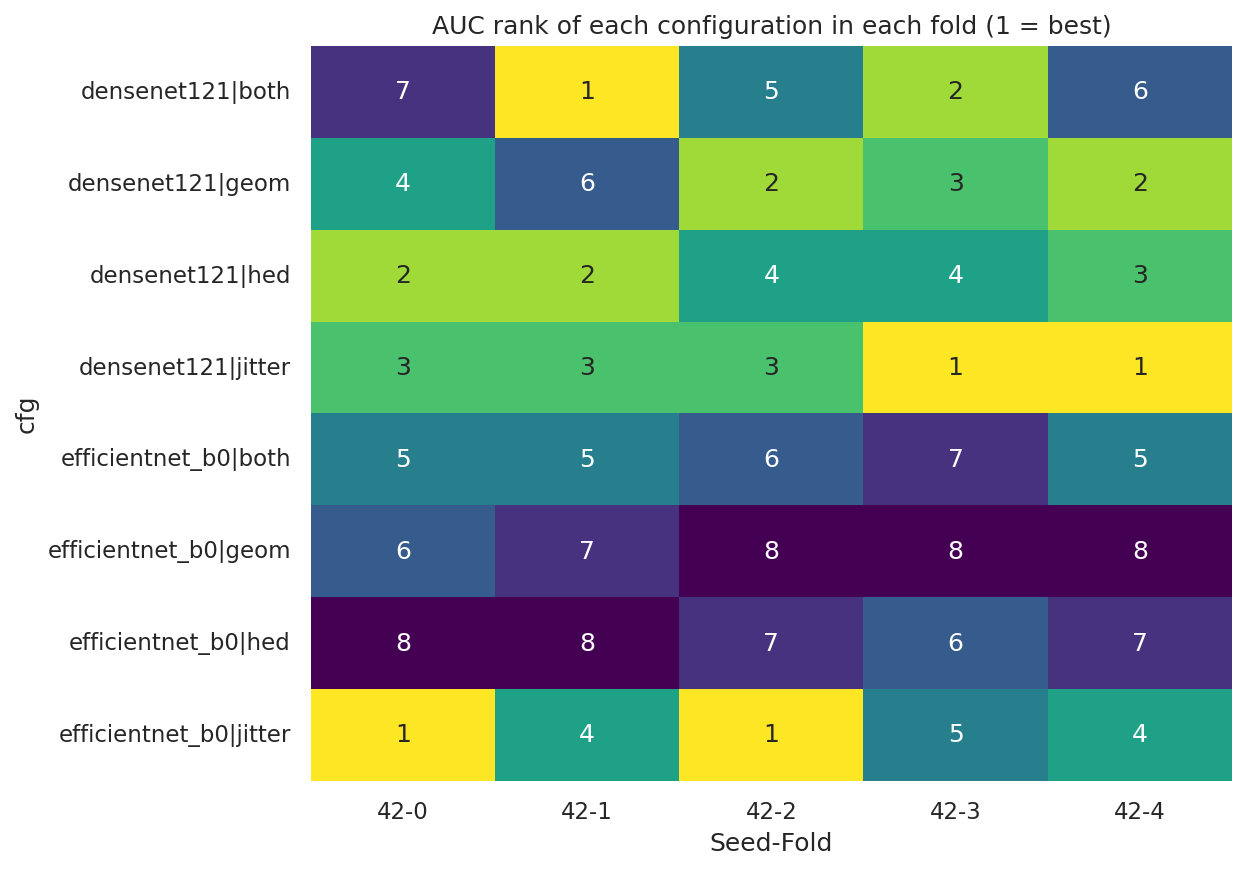 AUC rank of each configuration in each fold (1 = best)
densenet121|both 7 1 5 2 6
densenet121|geom 4 6 2 3 2
densenet121|hed 2 2 4 4 3
densenet121|jitter 3 3 3 1 1
cfg
efficientnet_b0|both 5 5 6 7 5
efficientnet_b0|geom 6 7 8 8 8
efficientnet_b0|hed 8 8 7 6 7
efficientnet_b0|jitter 1 4 1 5 4
42-0 42-1 42-2 42-3 42-4
Seed-Fold